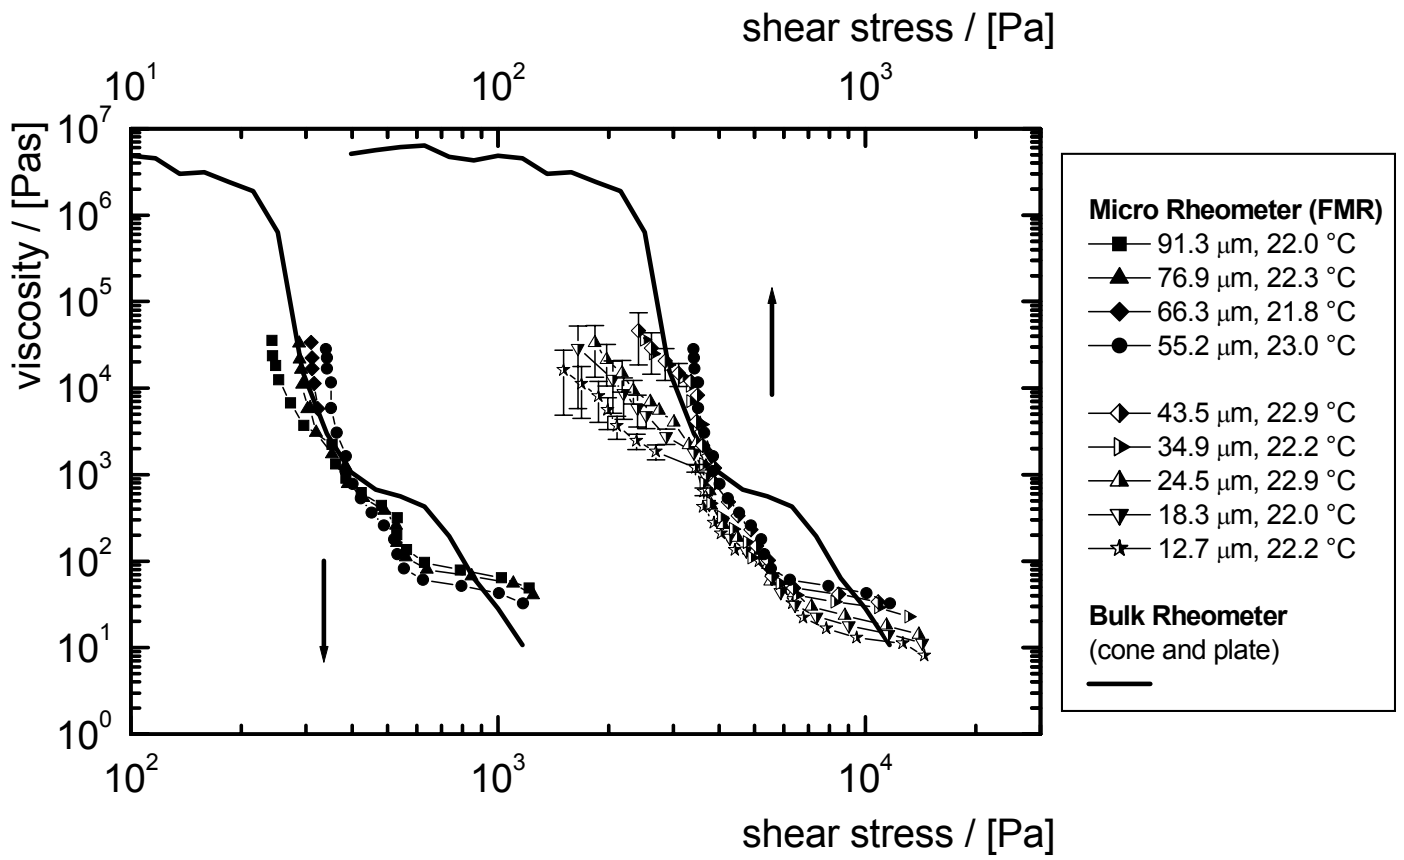 shear stress / [Pa]
10^1 10^2 10^3
viscosity / [Pas]
10^7
10^6
10^5
10^4
10^3
10^2
10^1
10^0
10^2 10^3 10^4
shear stress / [Pa]
Micro Rheometer (FMR)
91.3 μm, 22.0 °C
76.9 μm, 22.3 °C
66.3 μm, 21.8 °C
55.2 μm, 23.0 °C
43.5 μm, 22.9 °C
34.9 μm, 22.2 °C
24.5 μm, 22.9 °C
18.3 μm, 22.0 °C
12.7 μm, 22.2 °C
Bulk Rheometer
(cone and plate)